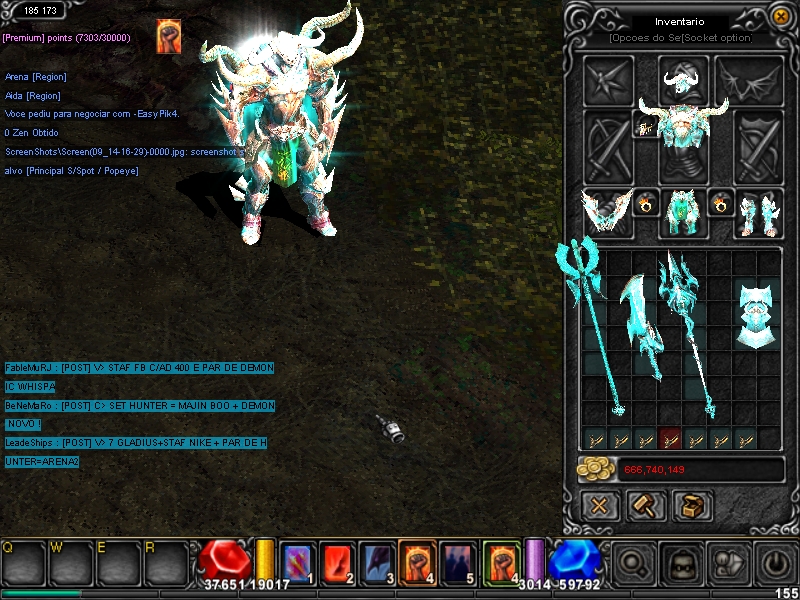 185 173
[Premium] points (7303/30000)
Arena [Region]
Aida [Region]
Voce pediu para negociar com -EasyPik4.
0 Zen Obtido
ScreenShots\Screen(09_14-16-29)-0000.jpg: screenshot s
alvo [Principal S/Spot / Popeye]
FableMuRJ : [POST] V> STAF FB C/AD 400 E PAR DE DEMON
IC WHISPA
BeNeMaRo : [POST] C> SET HUNTER = MAJIN BOO + DEMON
NOVO !
LeadeShips : [POST] V> 7 GLADIUS+STAF NIKE + PAR DE H
UNTER=ARENA2
Inventario
[Opcoes do Se[Socket option
666,740,149
Q W E R
37651 19017 1 2 3 4 5 4 3014 59792
155